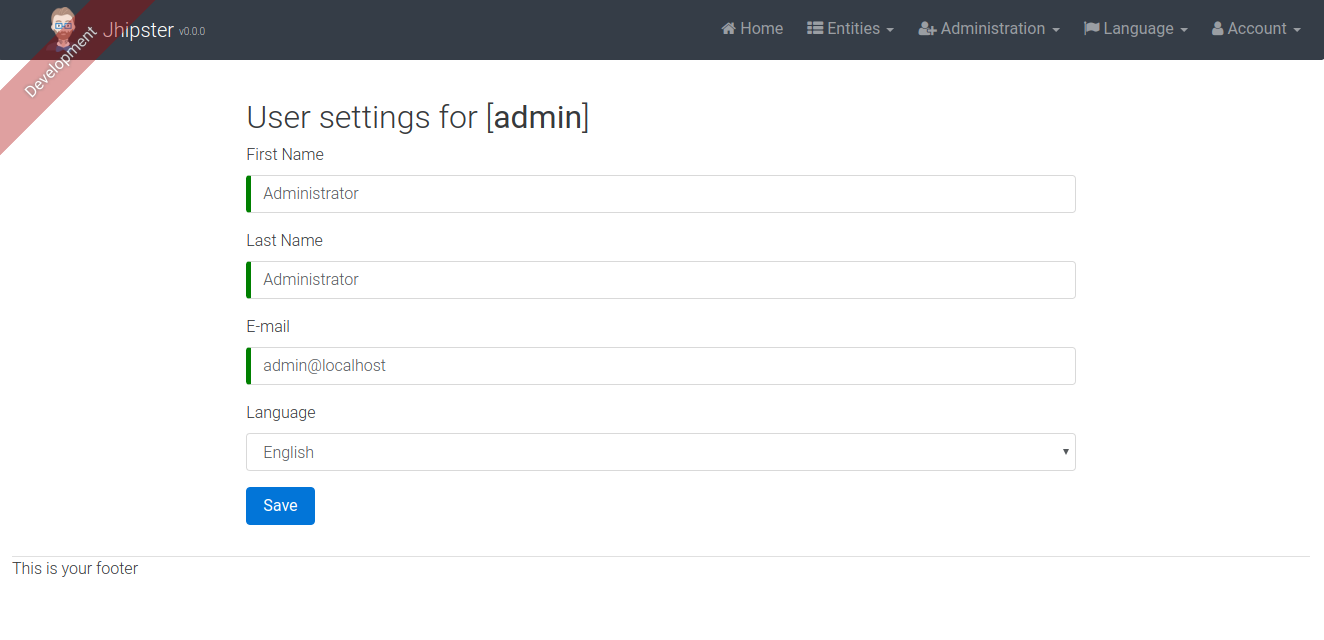 Jhipster v0.0.0 Home Entities Administration Language Account
Development
User settings for [admin]
First Name
Administrator
Last Name
Administrator
E-mail
admin@localhost
Language
English
Save
This is your footer